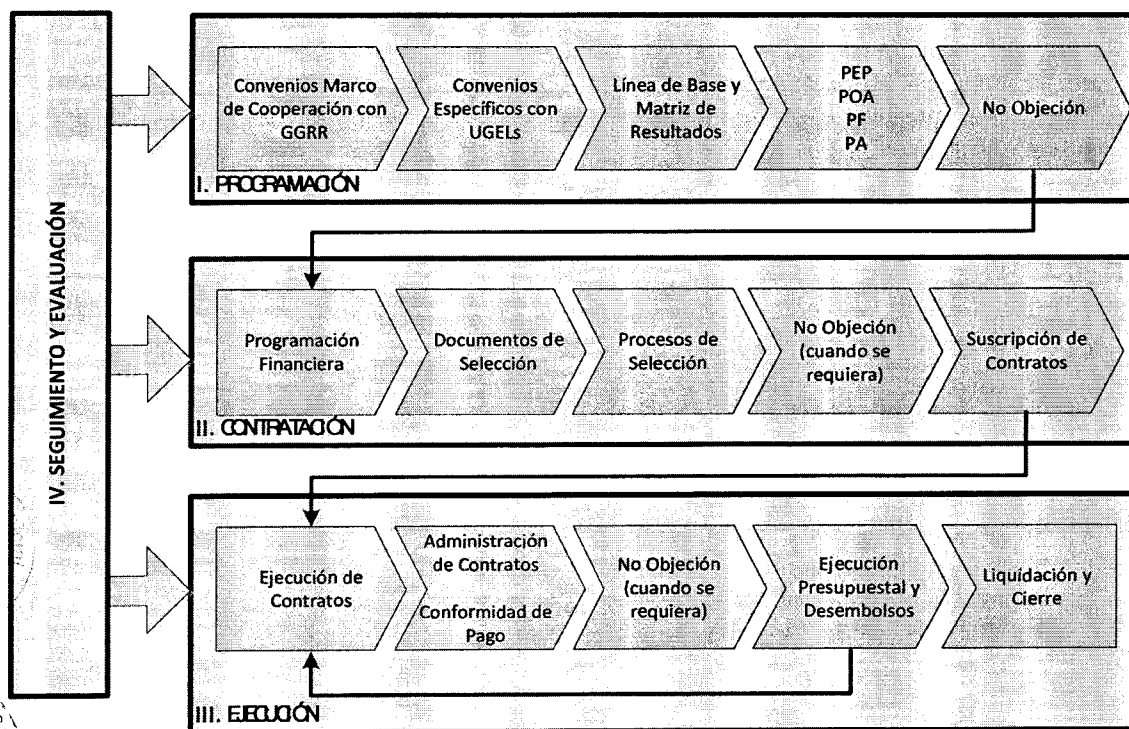 IV. SEGUIMIENTO Y EVALUACIÓN
Convenios Marco
de Cooperación con
GGRR
Convenios
Específicos con
UGELs
Línea de Base y
Matriz de
Resultados
PEP
POA
PF
PA
No Objeción
I. PROGRAMACIÓN
Programación
Financiera
Documentos de
Selección
Procesos de
Selección
No Objeción
(cuando se
requiera)
Suscripción de
Contratos
II. CONTRATACIÓN
Ejecución de
Contratos
Administración
de Contratos
Conformidad de
Pago
No Objeción
(cuando se
requiera)
Ejecución
Presupuestal y
Desembolsos
Liquidación y
Cierre
III. EJECUCIÓN